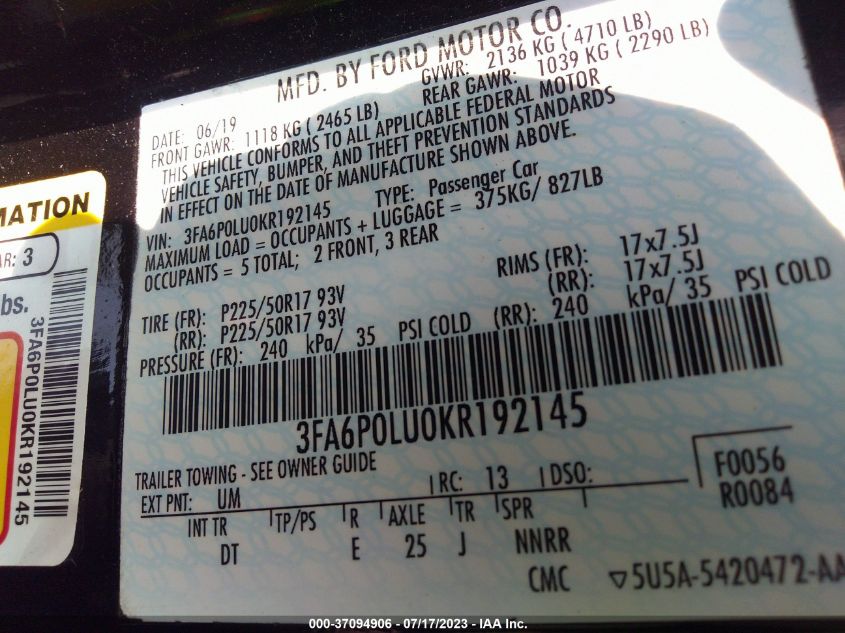 MFD. BY FORD MOTOR CO.
DATE: 06/19 GVWR: 2136 KG ( 4710 LB)
FRONT GAWR: 1118 KG ( 2465 LB) REAR GAWR: 1039 KG ( 2290 LB)
THIS VEHICLE CONFORMS TO ALL APPLICABLE FEDERAL MOTOR
VEHICLE SAFETY, BUMPER, AND THEFT PREVENTION STANDARDS
IN EFFECT ON THE DATE OF MANUFACTURE SHOWN ABOVE.
VIN: 3FA6P0LU0KR192145 TYPE: Passenger Car
MAXIMUM LOAD = OCCUPANTS + LUGGAGE = 375KG/ 827LB
OCCUPANTS = 5 TOTAL; 2 FRONT, 3 REAR
TIRE (FR): P225/50R17 93V RIMS (FR): 17x7.5J
(RR): P225/50R17 93V (RR): 17x7.5J
PRESSURE (FR): 240 kPa/ 35 PSI COLD (RR): 240 kPa/ 35 PSI COLD
3FA6P0LU0KR192145
TRAILER TOWING - SEE OWNER GUIDE
EXT PNT: UM RC: 13 DSO: F0056
R0084
INT TR TP/PS R AXLE TR SPR
DT E 25 J NNRR
CMC ▽5U5A-5420472-AA
MATION
AR: 3
bs.
3FA6P0LU0KR192145
000-37094906 - 07/17/2023 - IAA Inc.